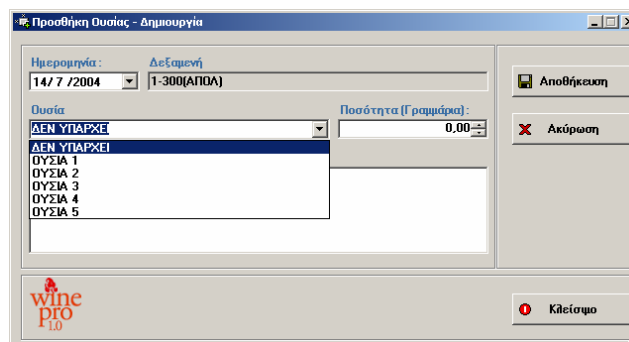 Προσθήκη Ουσίας - Δημιουργία
Ημερομηνία :
Δεξαμενή
14/ 7 /2004
1-300(ΑΠΟΛ)
Αποθήκευση
Ουσία
Ποσότητα (Γραμμάρια) :
ΔΕΝ ΥΠΑΡΧΕΙ
0,00
Ακύρωση
ΔΕΝ ΥΠΑΡΧΕΙ
ΟΥΣΙΑ 1
ΟΥΣΙΑ 2
ΟΥΣΙΑ 3
ΟΥΣΙΑ 4
ΟΥΣΙΑ 5
wine
pro
1.0
Κλείσιμο